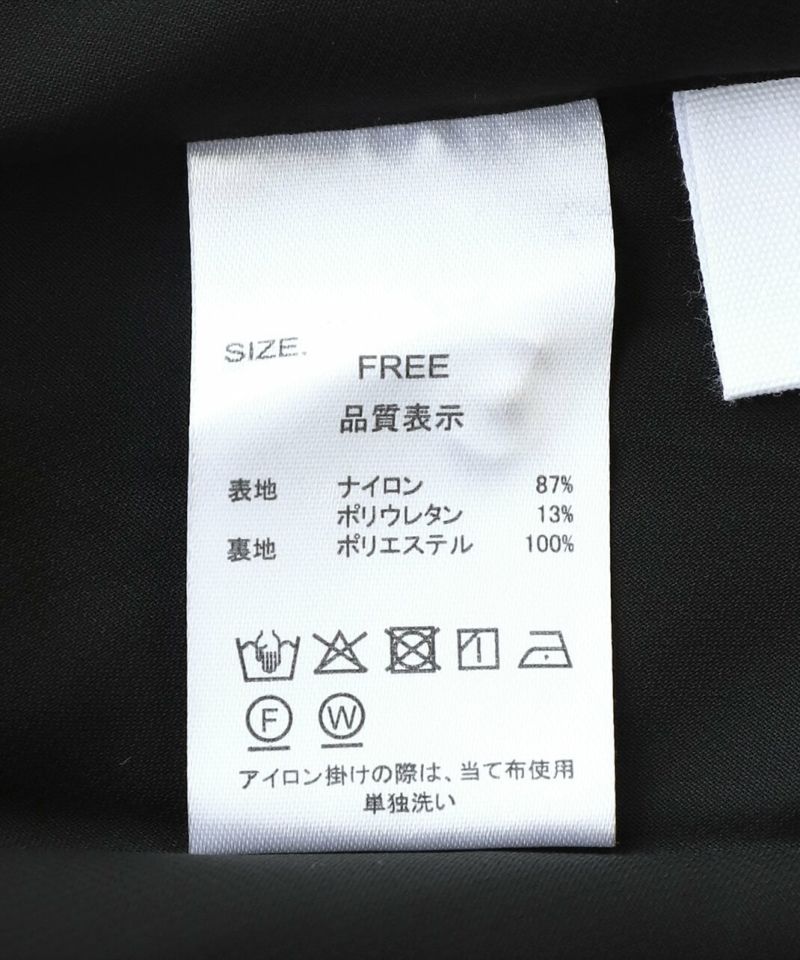 SIZE.
FREE
品質表示
表地 ナイロン 87%
ポリウレタン 13%
裏地 ポリエステル 100%
F W
アイロン掛けの際は、当て布使用
単独洗い